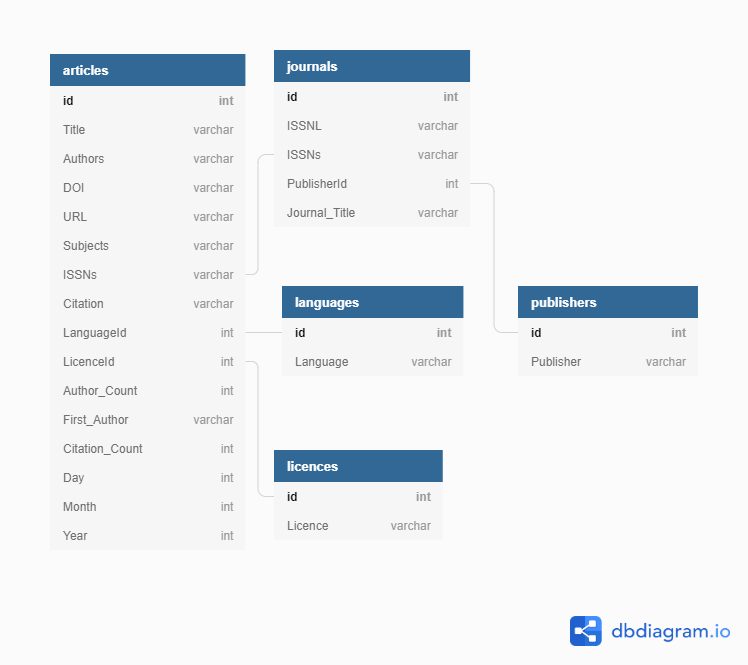 articles
id int
Title varchar
Authors varchar
DOI varchar
URL varchar
Subjects varchar
ISSNs varchar
Citation varchar
LanguageId int
LicenceId int
Author_Count int
First_Author varchar
Citation_Count int
Day int
Month int
Year int
journals
id int
ISSNL varchar
ISSNs varchar
PublisherId int
Journal_Title varchar
languages
id int
Language varchar
publishers
id int
Publisher varchar
licences
id int
Licence varchar
dbdiagram.io